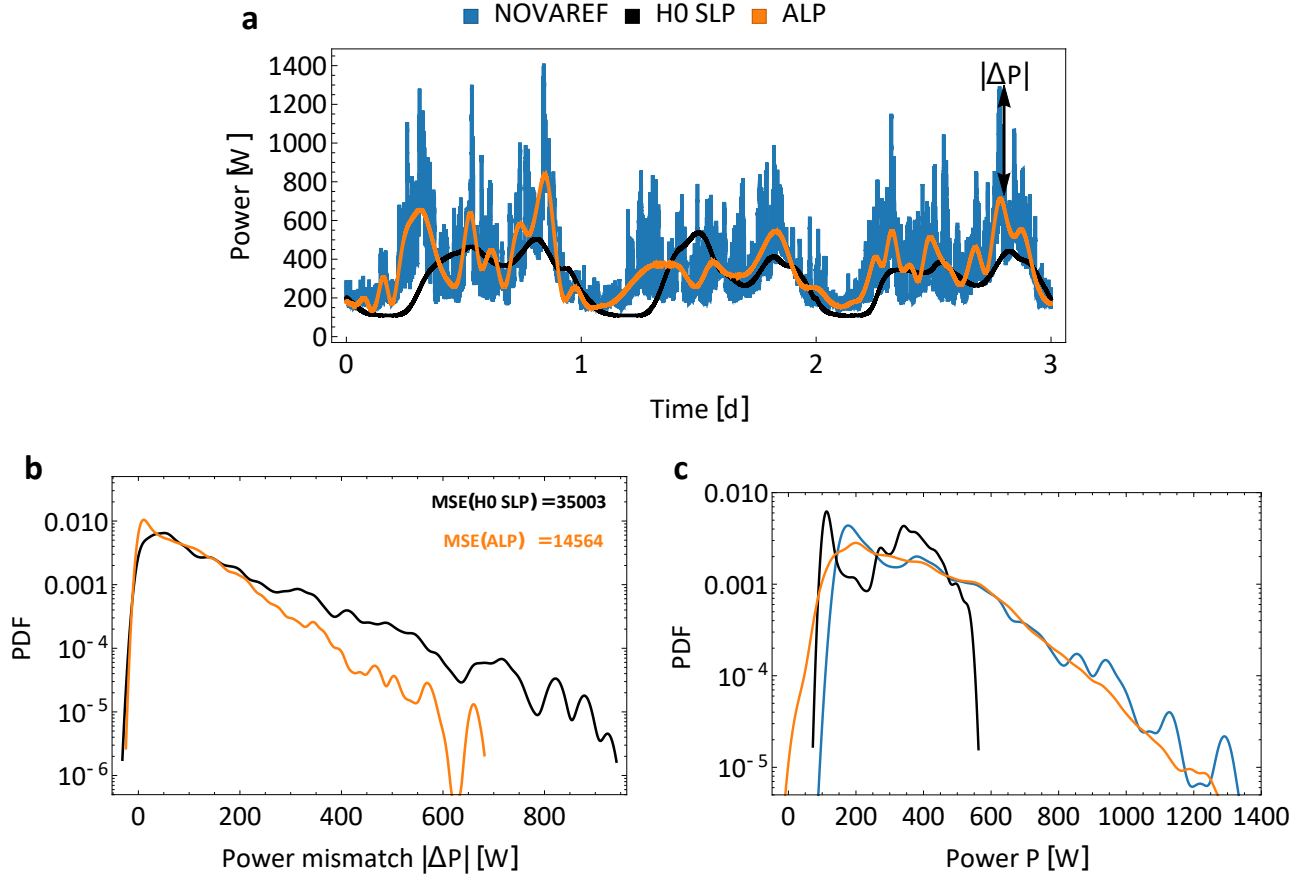 a
NOVAREF H0 SLP ALP
Power [W]
1400
1200
1000
800
600
400
200
0
|ΔP|
0 1 2 3
Time [d]
b
PDF
0.010
0.001
10^-4
10^-5
10^-6
MSE(H0 SLP) =35003
MSE(ALP) =14564
0 200 400 600 800
Power mismatch |ΔP| [W]
c
PDF
0.010
0.001
10^-4
10^-5
0 200 400 600 800 1000 1200 1400
Power P [W]